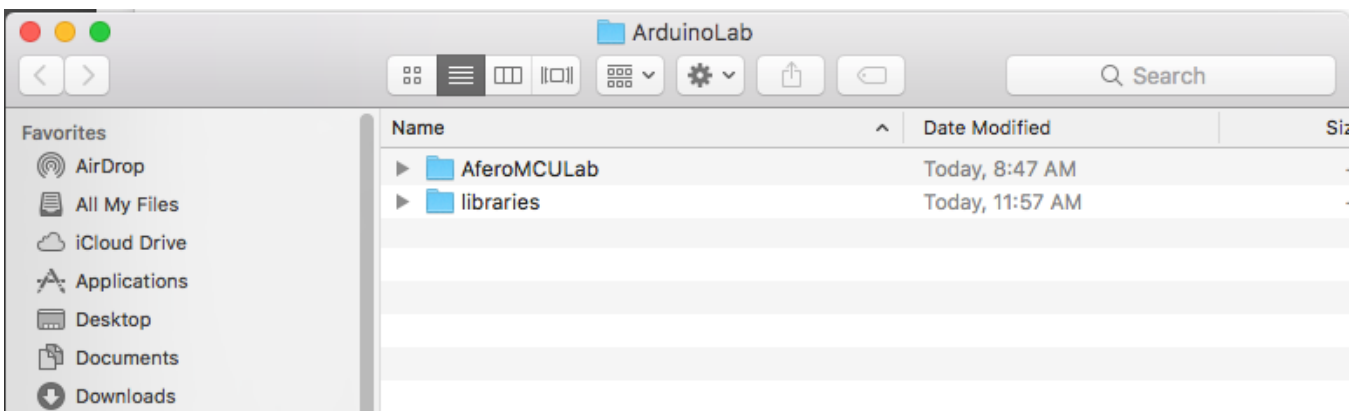 ArduinoLab
Search
Favorites
AirDrop
All My Files
iCloud Drive
Applications
Desktop
Documents
Downloads
Name Date Modified
AferoMCULab Today, 8:47 AM
libraries Today, 11:57 AM